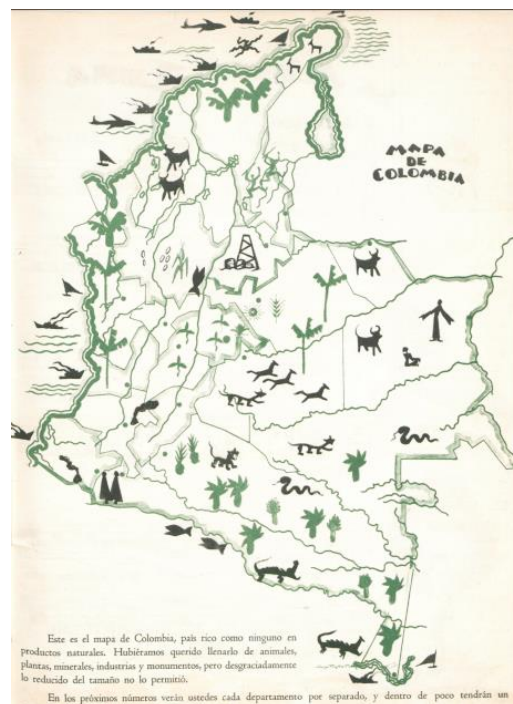 MAPA
DE
COLOMBIA
Este es el mapa de Colombia, país rico como ninguno en
productos naturales. Hubiéramos querido llenarlo de animales,
plantas, minerales, industrias y monumentos, pero desgraciadamente
lo reducido del tamaño no lo permitió.
En los próximos números verán ustedes cada departamento por separado, y dentro de poco tendrán un